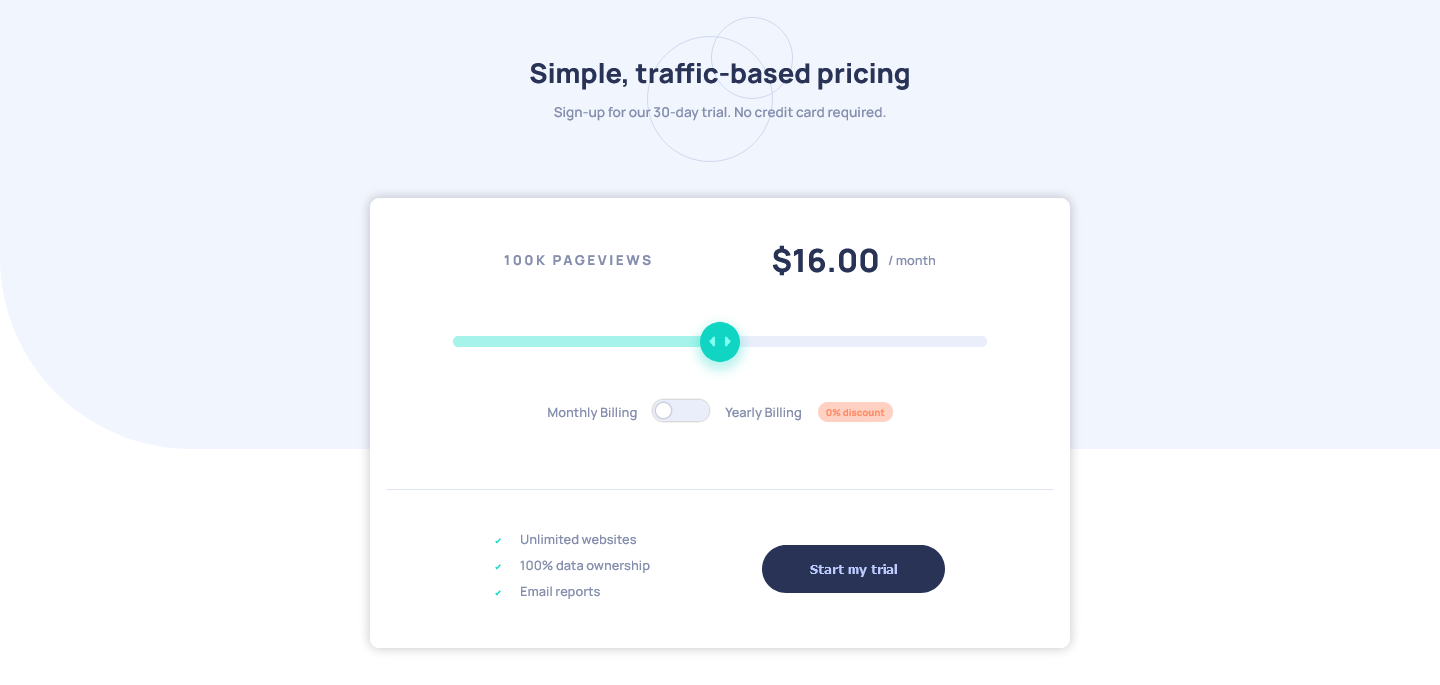 Simple, traffic-based pricing
Sign-up for our 30-day trial. No credit card required.
100K PAGEVIEWS
$16.00 / month
Monthly Billing
Yearly Billing
0% discount
✔ Unlimited websites
✔ 100% data ownership
✔ Email reports
Start my trial